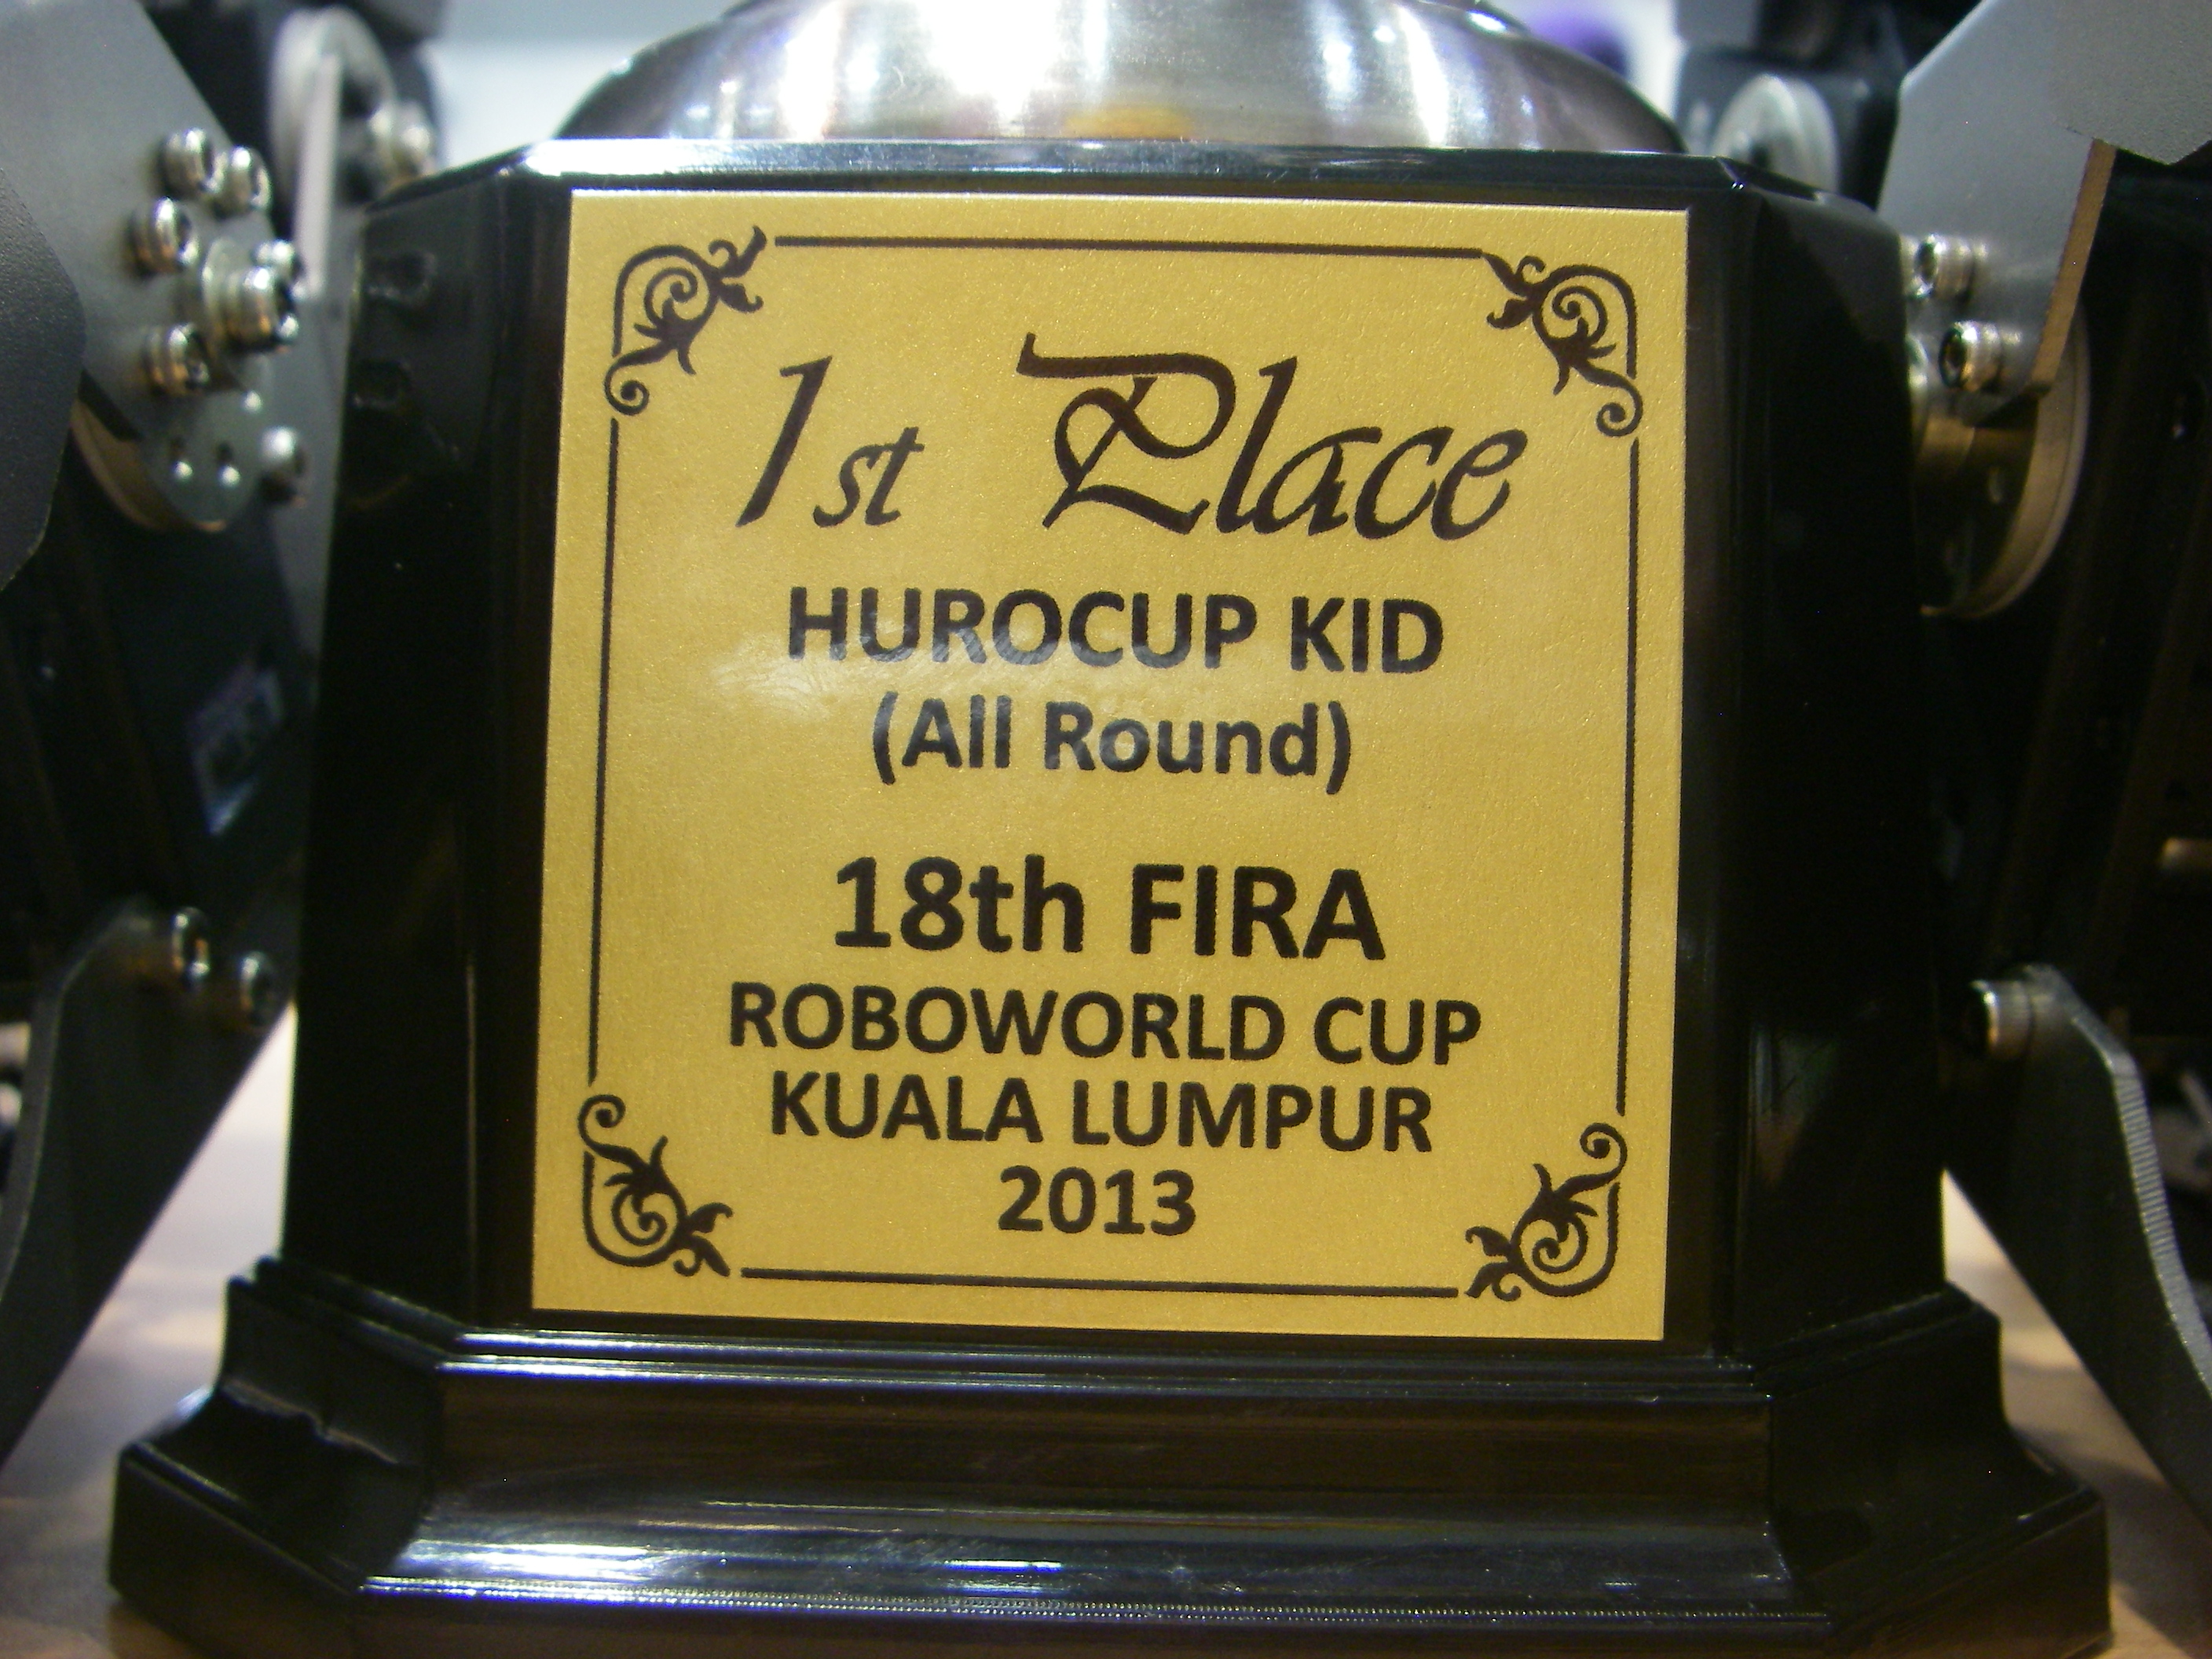 1st Place
HUROCUP KID
(All Round)
18th FIRA
ROBOWORLD CUP
KUALA LUMPUR
2013